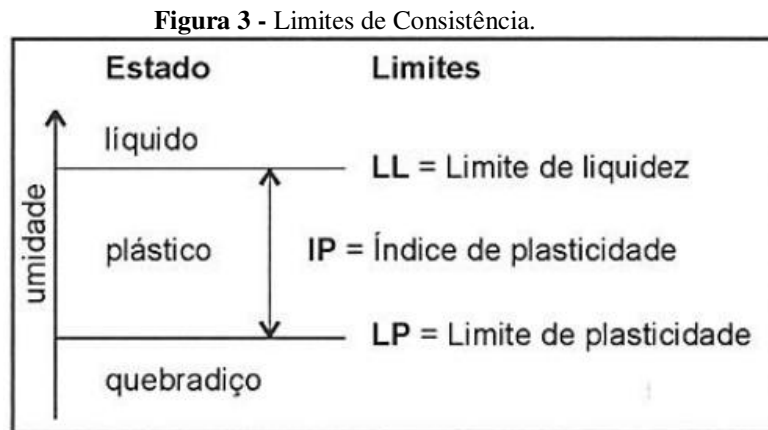 Figura 3 - Limites de Consistência.
Estado Limites
líquido
LL = Limite de liquidez
umidade
plástico IP = Índice de plasticidade
LP = Limite de plasticidade
quebradiço